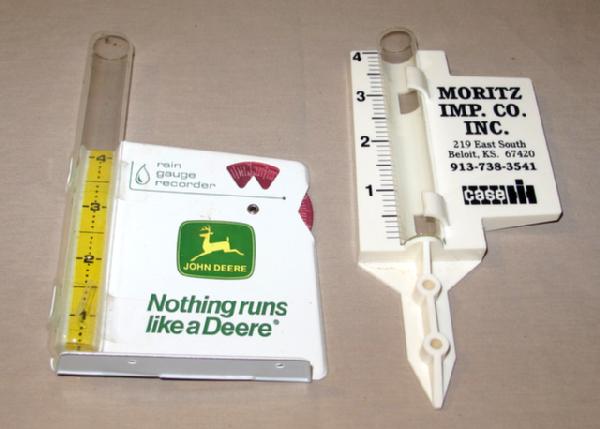 rain
gauge
recorder
4
3
2
1
JOHN DEERE
Nothing runs
like a Deere®
4
3
2
1
MORITZ
IMP. CO.
INC.
219 East South
Beloit, KS. 67420
913-738-3541
case IH